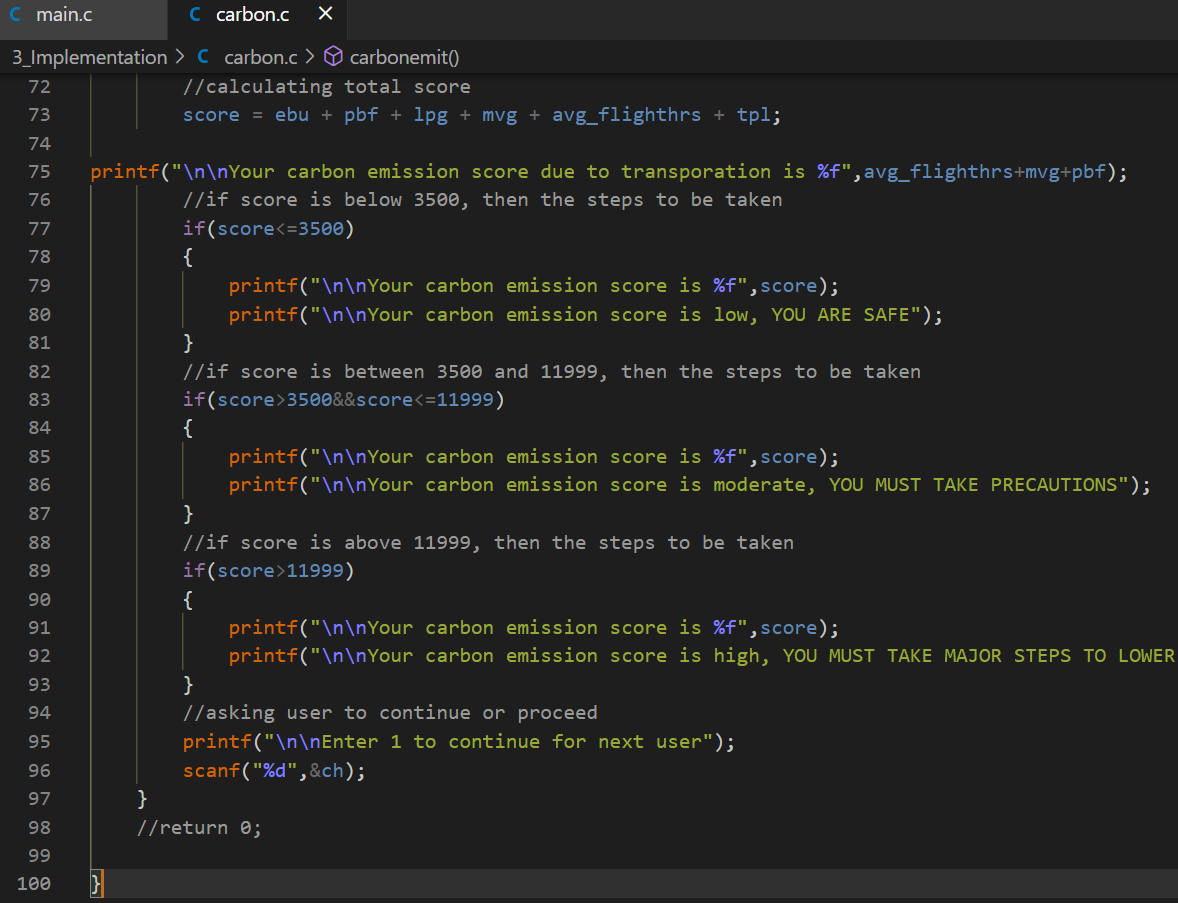 C main.c C carbon.c ×
3_Implementation > C carbon.c > carbonemit()
72 //calculating total score
73 score = ebu + pbf + lpg + mvg + avg_flighthrs + tpl;
74
75 printf("\n\nYour carbon emission score due to transporation is %f",avg_flighthrs+mvg+pbf);
76 //if score is below 3500, then the steps to be taken
77 if(score<=3500)
78 {
79 printf("\n\nYour carbon emission score is %f",score);
80 printf("\n\nYour carbon emission score is low, YOU ARE SAFE");
81 }
82 //if score is between 3500 and 11999, then the steps to be taken
83 if(score>3500&&score<=11999)
84 {
85 printf("\n\nYour carbon emission score is %f",score);
86 printf("\n\nYour carbon emission score is moderate, YOU MUST TAKE PRECAUTIONS");
87 }
88 //if score is above 11999, then the steps to be taken
89 if(score>11999)
90 {
91 printf("\n\nYour carbon emission score is %f",score);
92 printf("\n\nYour carbon emission score is high, YOU MUST TAKE MAJOR STEPS TO LOWER
93 }
94 //asking user to continue or proceed
95 printf("\n\nEnter 1 to continue for next user");
96 scanf("%d",&ch);
97 }
98 //return 0;
99
100 }